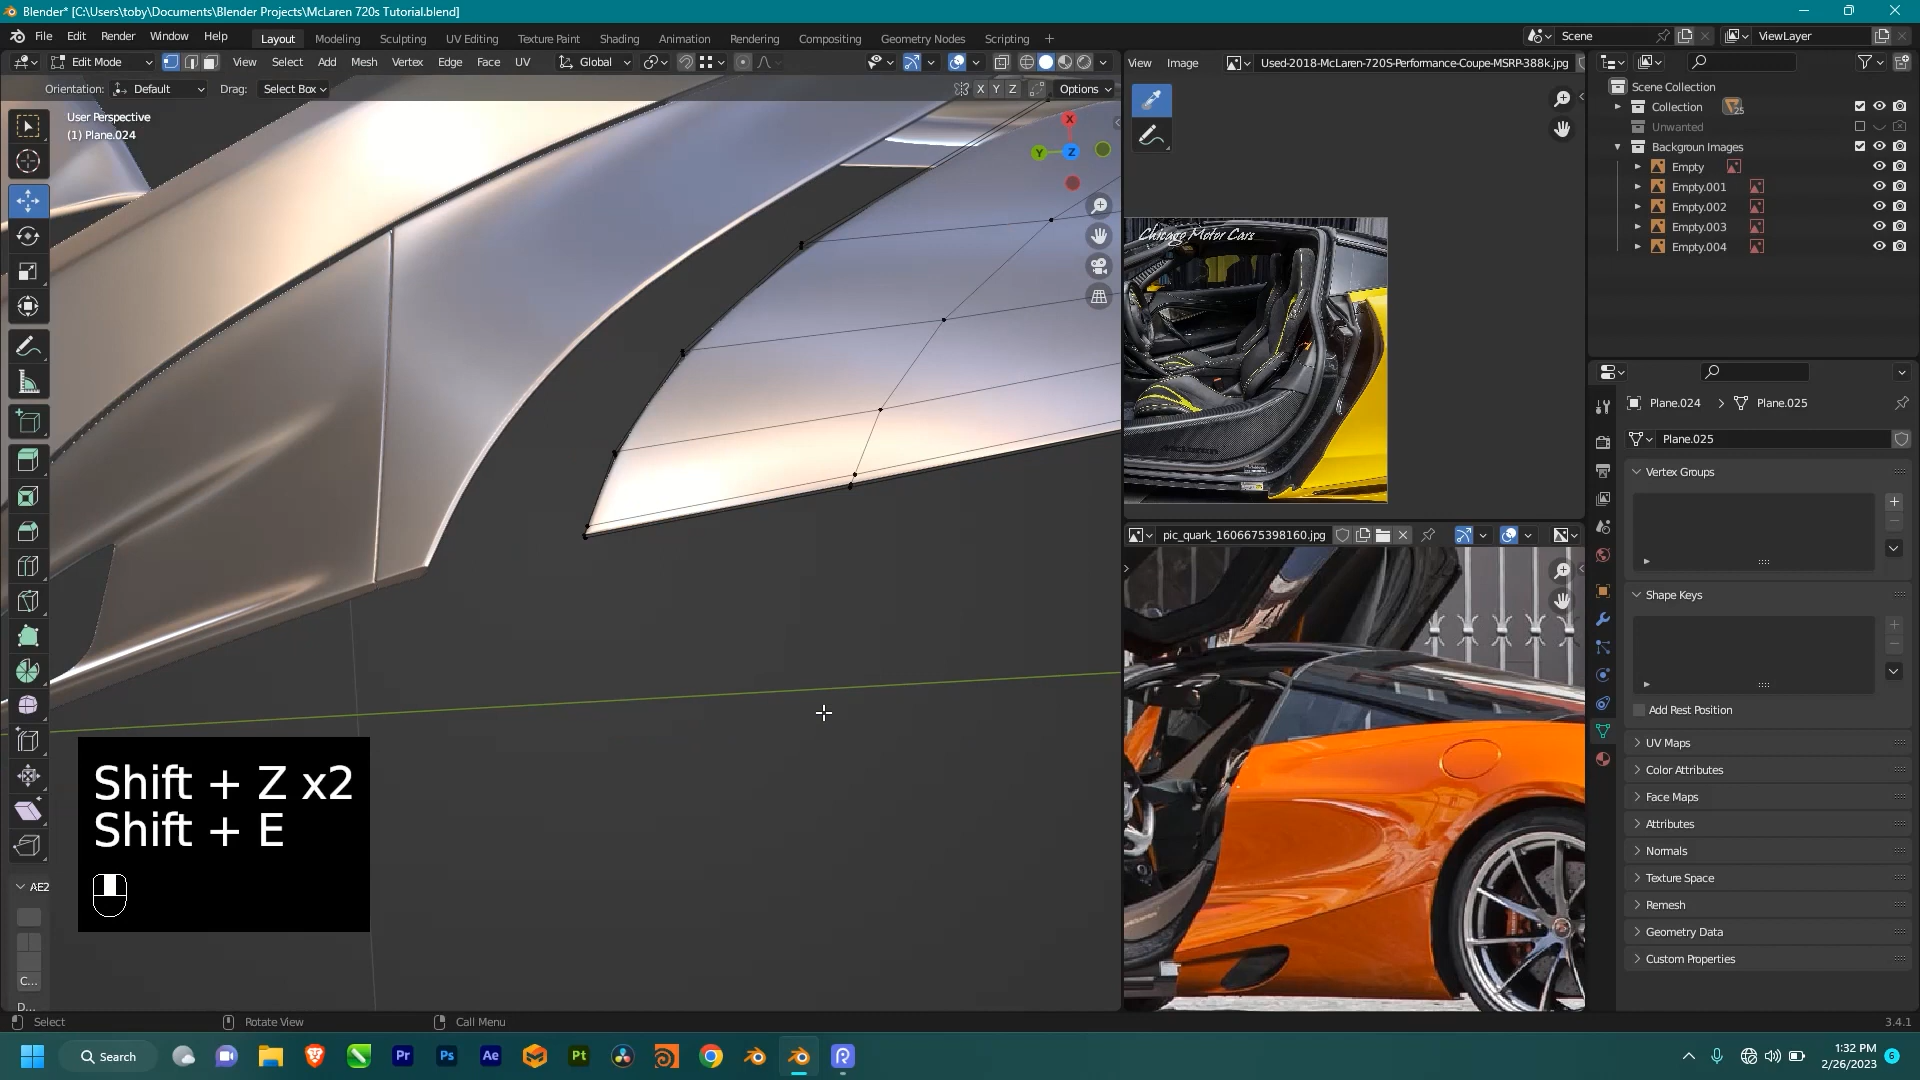 Blender* [C:\Users\toby\Documents\Blender Projects\McLaren 720s Tutorial.blend]
File Edit Render Window Help Layout Modeling Sculpting UV Editing Texture Paint Shading Animation Rendering Compositing Geometry Nodes Scripting Scene ViewLayer
Edit Mode View Select Add Mesh Vertex Edge Face UV Global View Image Used-2018-McLaren-720S-Performance-Coupe-MSRP-388k.jpg
Orientation: Default Drag: Select Box X Y Z Options
User Perspective
(1) Plane.024
X
Y
Z
Scene Collection
Collection 25
Unwanted
Backgroun Images
Empty
Empty.001
Empty.002
Empty.003
Empty.004
Chicago Motor Cars
Plane.024 Plane.025
Plane.025
Vertex Groups
pic_quark_1606675398160.jpg
Shape Keys
Add Rest Position
UV Maps
Color Attributes
Face Maps
Attributes
Normals
Texture Space
Remesh
Geometry Data
Custom Properties
Shift + Z x2
Shift + E
AE2
C...
D...
Select Rotate View Call Menu 3.4.1
Search Pr Ps Ae Pt 1:32 PM
2/26/2023 6